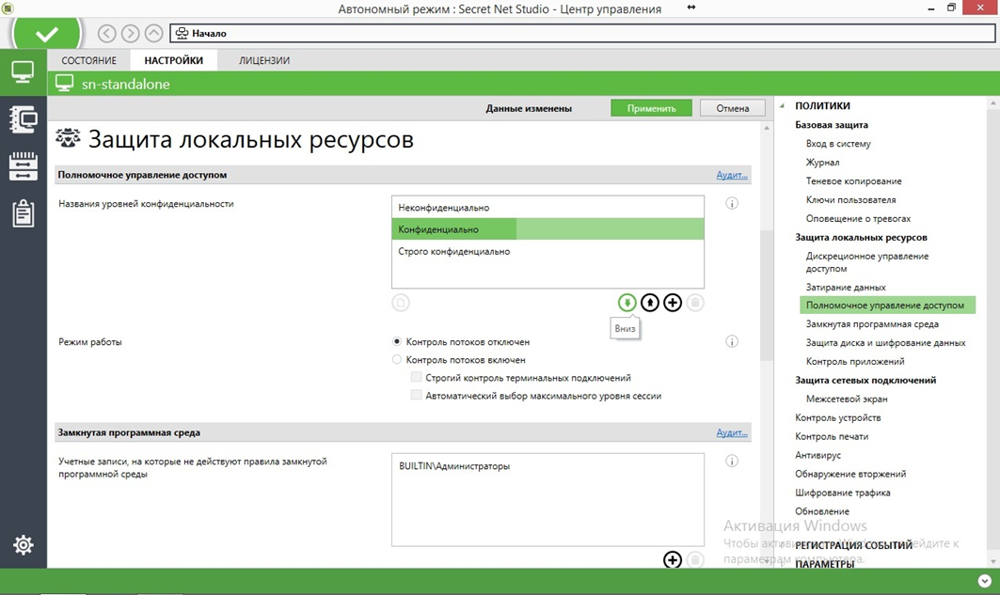 Автономный режим : Secret Net Studio - Центр управления
Начало
СОСТОЯНИЕ НАСТРОЙКИ ЛИЦЕНЗИИ
sn-standalone
Данные изменены Применить Отмена
Защита локальных ресурсов
Полномочное управление доступом Аудит...
Названия уровней конфиденциальности
Неконфиденциально
Конфиденциально
Строго конфиденциально
Вниз
Режим работы
Контроль потоков отключен
Контроль потоков включен
Строгий контроль терминальных подключений
Автоматический выбор максимального уровня сессии
Замкнутая программная среда Аудит...
Учетные записи, на которые не действуют правила замкнутой
программной среды
BUILTIN\Администраторы
ПОЛИТИКИ
Базовая защита
Вход в систему
Журнал
Теневое копирование
Ключи пользователя
Оповещение о тревогах
Защита локальных ресурсов
Дискреционное управление
доступом
Затирание данных
Полномочное управление доступом
Замкнутая программная среда
Защита диска и шифрование данных
Контроль приложений
Защита сетевых подключений
Межсетевой экран
Контроль устройств
Контроль печати
Антивирус
Обнаружение вторжений
Шифрование трафика
Обновление
Активация Windows
РЕГИСТРАЦИЯ СОБЫТИЙ
Чтобы активировать Windows, перейдите к
параметрам компьютера.
ПАРАМЕТРЫ